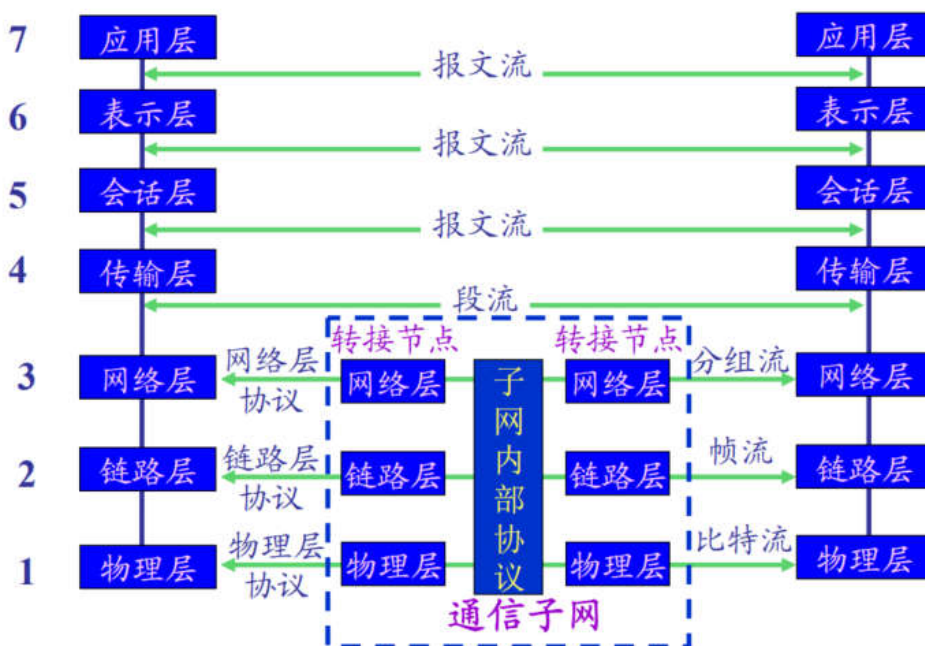 7 应用层 应用层
报文流
6 表示层 表示层
报文流
5 会话层 会话层
报文流
4 传输层 传输层
段流
转接节点 转接节点
3 网络层 网络层协议 网络层 网络层 分组流 网络层
2 链路层 链路层协议 链路层 链路层 帧流 链路层
1 物理层 物理层协议 物理层 物理层 比特流 物理层
子网内部协议
通信子网